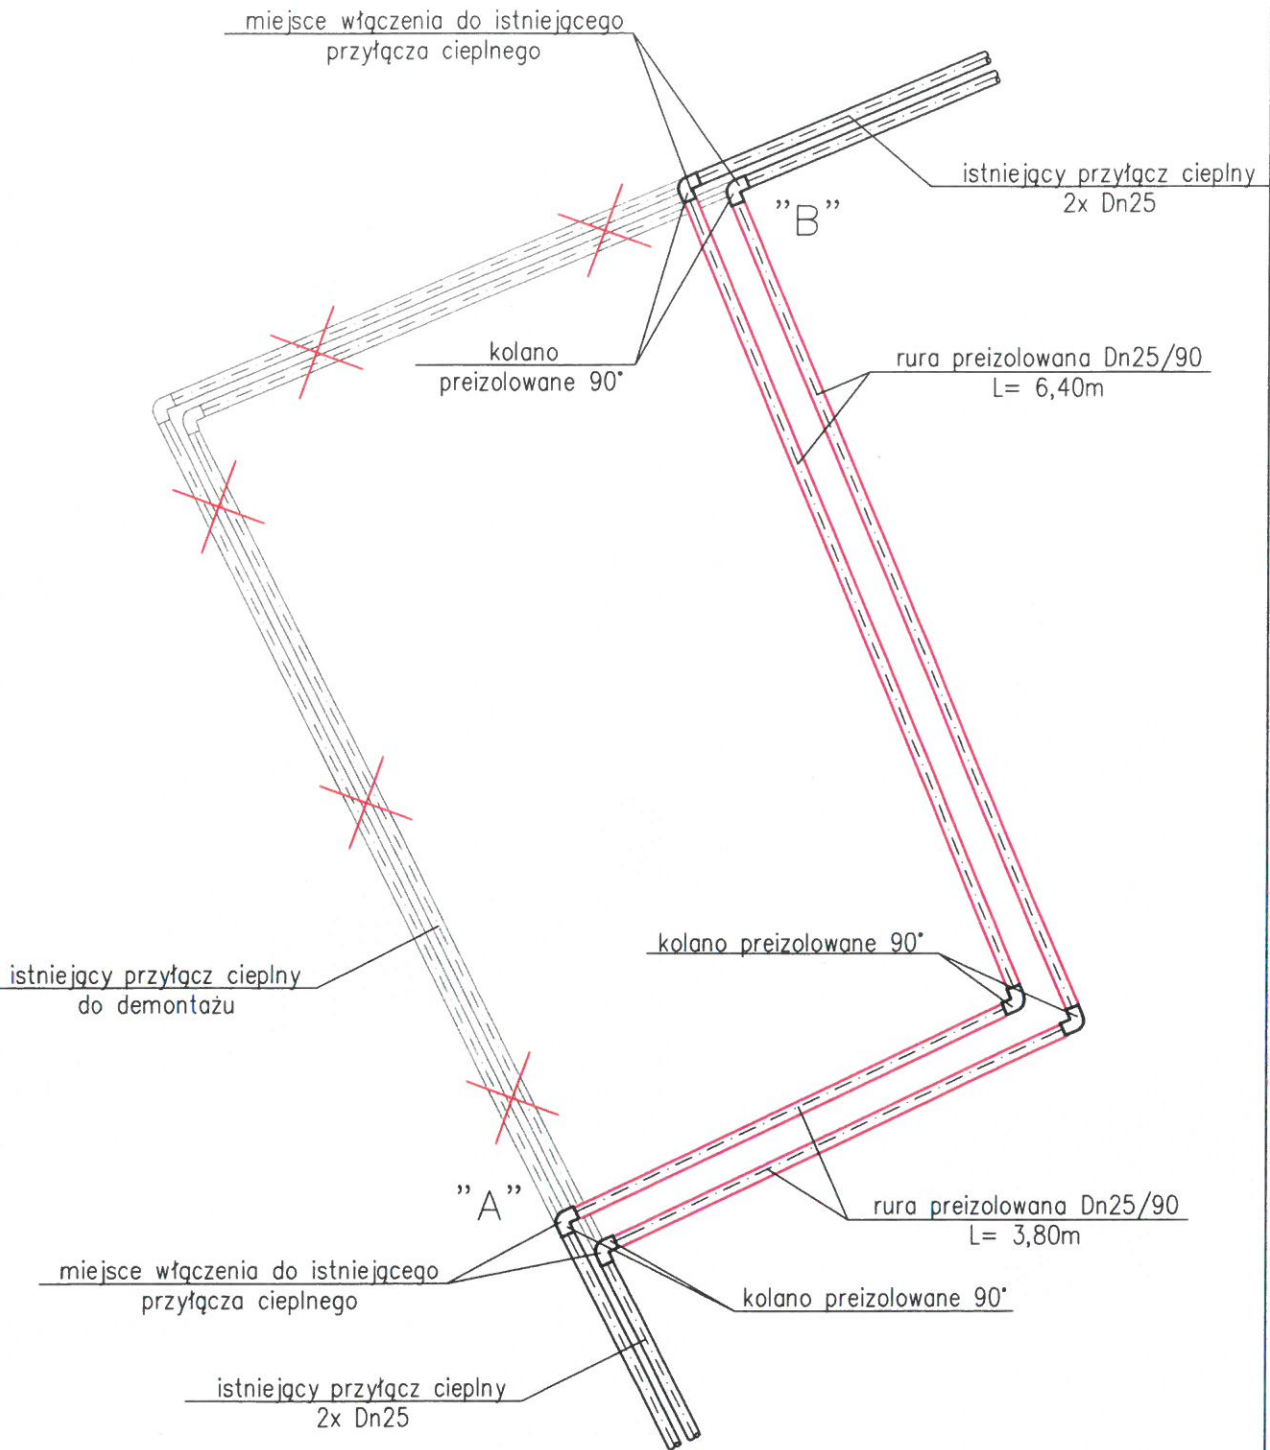 miejsce włączenia do istniejącego
przyłącza cieplnego
istniejący przyłącz cieplny
2x Dn25
"B"
kolano
preizolowane 90°
rura preizolowana Dn25/90
L= 6,40m
kolano preizolowane 90°
istniejący przyłącz cieplny
do demontażu
"A"
rura preizolowana Dn25/90
L= 3,80m
miejsce włączenia do istniejącego
przyłącza cieplnego
kolano preizolowane 90°
istniejący przyłącz cieplny
2x Dn25